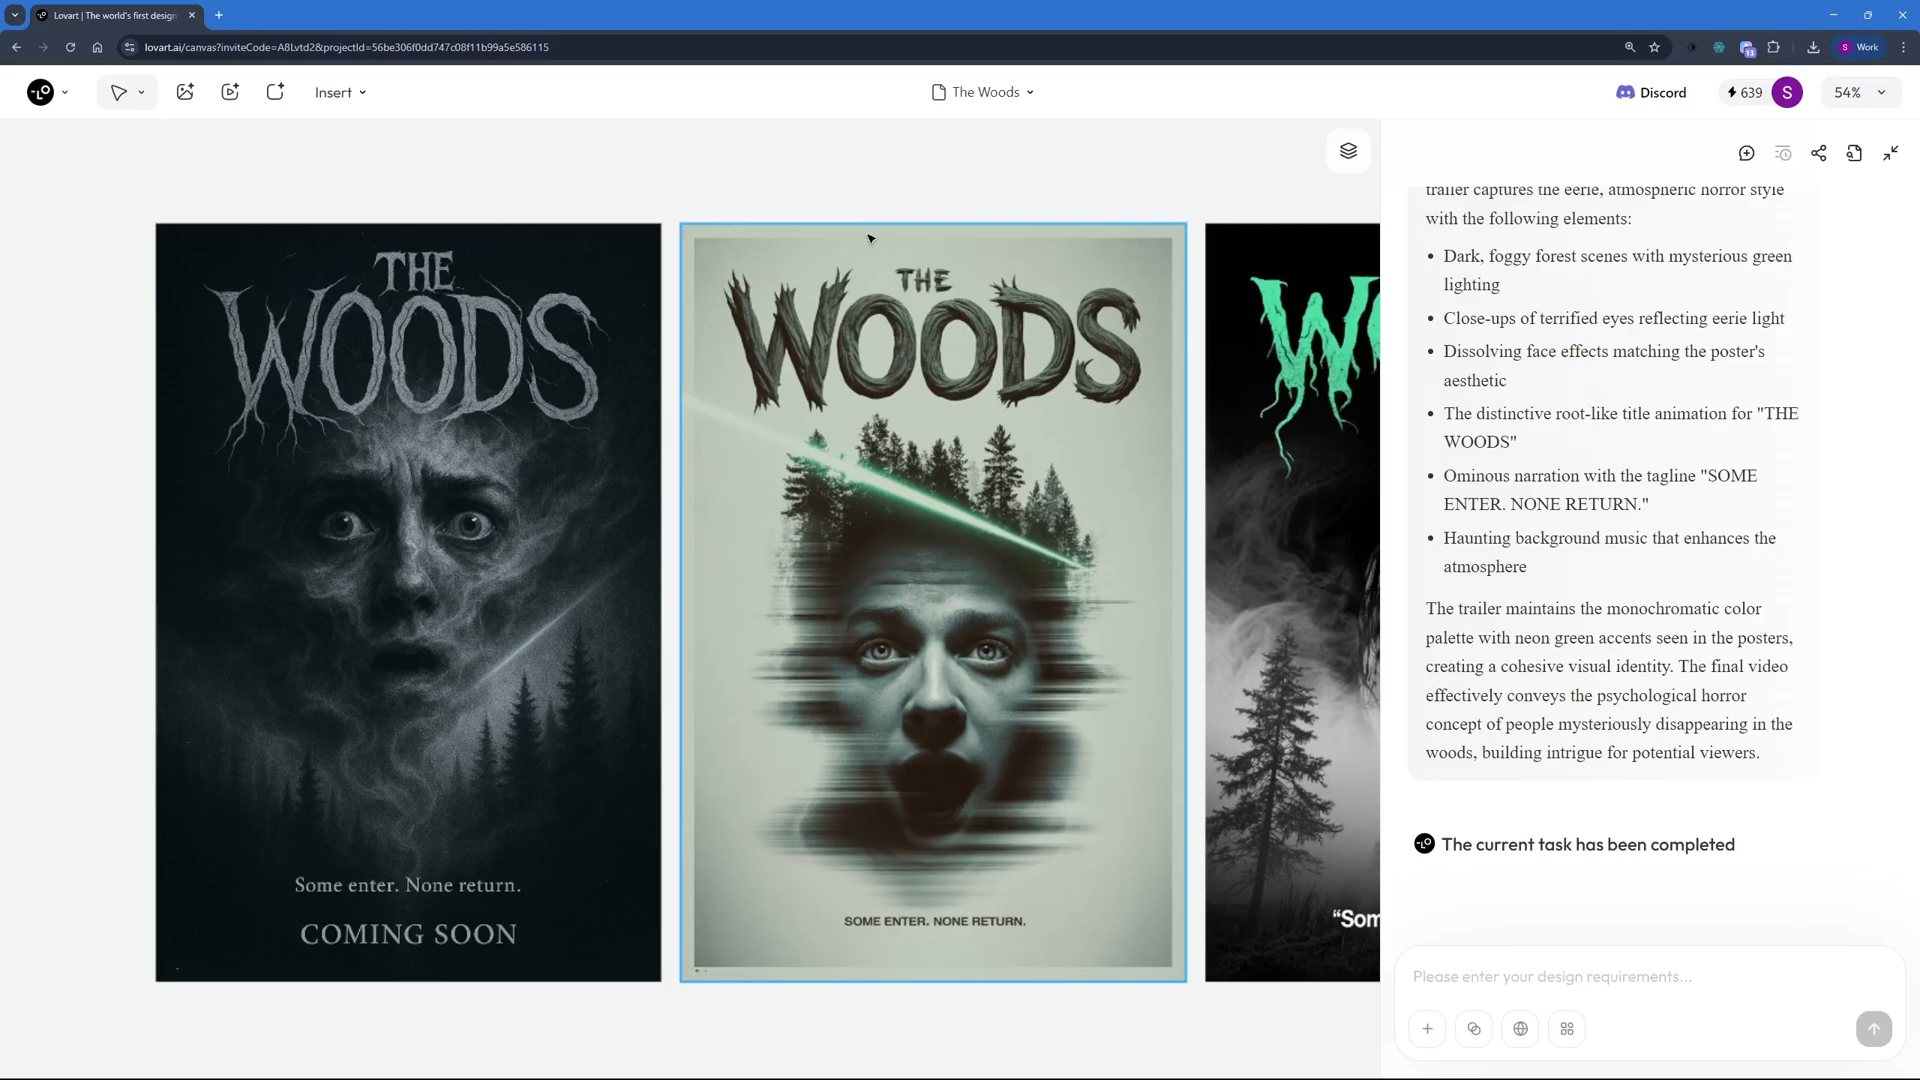 Lovart | The world's first design
lovart.ai/canvas?inviteCode=A8Lvtd2&projectId=56be306f0dd747c08f11b99a5e586115
13
S
Work
Insert
The Woods
Discord
639
S
54%
THE
WOODS
Some enter. None return.
COMING SOON
THE
WOODS
SOME ENTER. NONE RETURN.
W
"Som
trailer captures the eerie, atmospheric horror style
with the following elements:
• Dark, foggy forest scenes with mysterious green
lighting
• Close-ups of terrified eyes reflecting eerie light
• Dissolving face effects matching the poster's
aesthetic
• The distinctive root-like title animation for "THE
WOODS"
• Ominous narration with the tagline "SOME
ENTER. NONE RETURN."
• Haunting background music that enhances the
atmosphere
The trailer maintains the monochromatic color
palette with neon green accents seen in the posters,
creating a cohesive visual identity. The final video
effectively conveys the psychological horror
concept of people mysteriously disappearing in the
woods, building intrigue for potential viewers.
The current task has been completed
Please enter your design requirements...